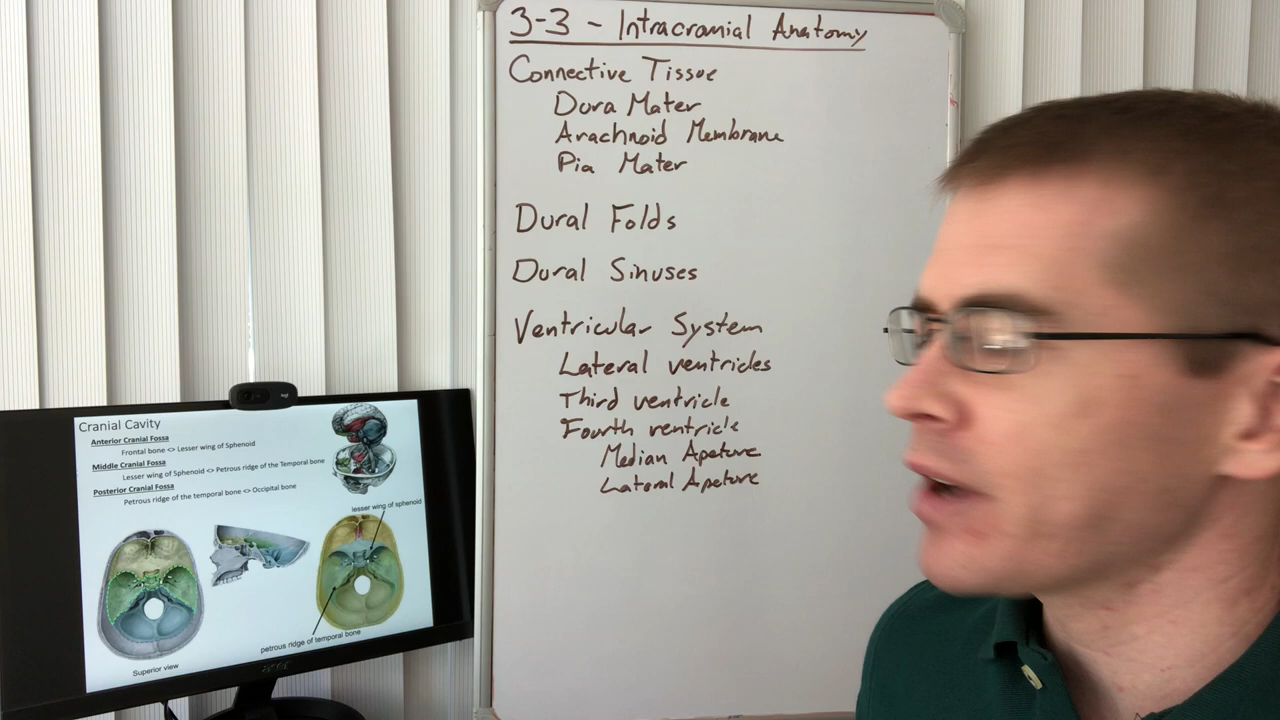 3-3 - Intracranial Anatomy
Connective Tissue
Dura Mater
Arachnoid Membrane
Pia Mater
Dural Folds
Dural Sinuses
Ventricular System
Lateral ventricles
Third ventricle
Fourth ventricle
Median Apeture
Lateral Apeture
Cranial Cavity
Anterior Cranial Fossa
Frontal bone <> Lesser wing of Sphenoid
Middle Cranial Fossa
Lesser wing of Sphenoid <> Petrous ridge of the Temporal bone
Posterior Cranial Fossa
Petrous ridge of the temporal bone <> Occipital bone
lesser wing of sphenoid
petrous ridge of temporal bone
Superior view